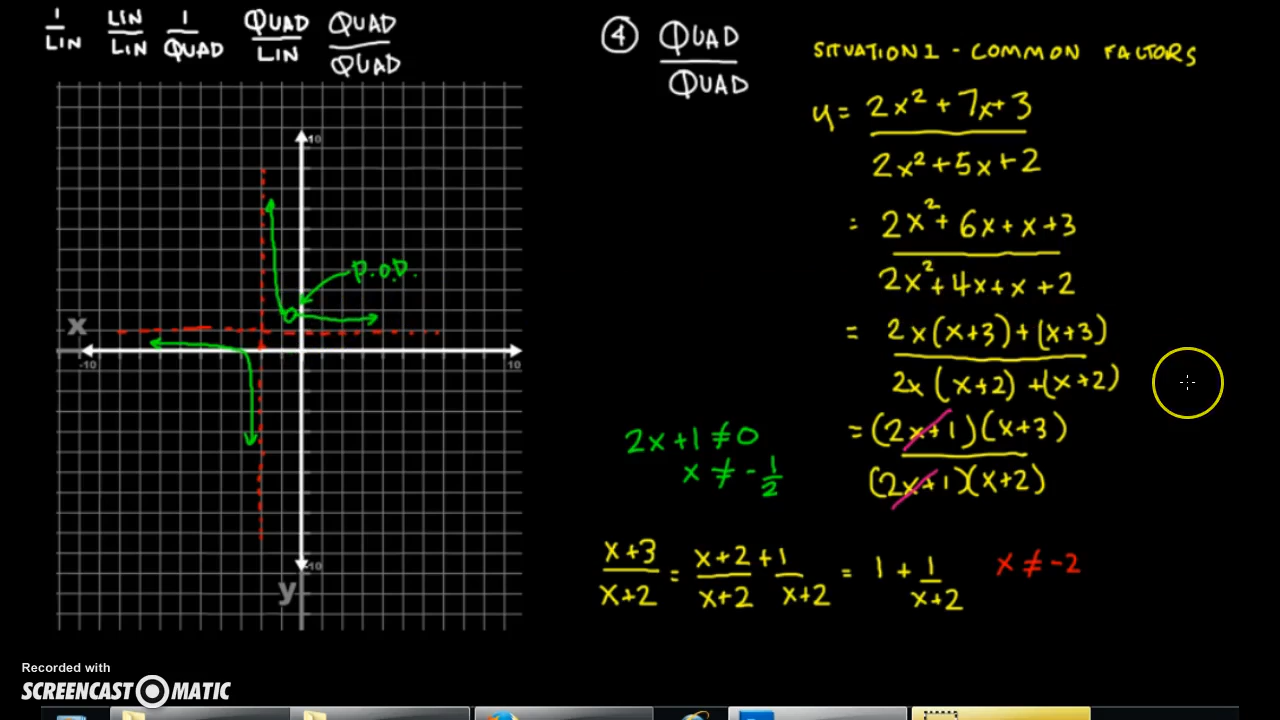 1/LIN LIN/LIN 1/QUAD QUAD/LIN QUAD/QUAD
④ QUAD/QUAD
SITUATION 1 - COMMON FACTORS
y = (2x² + 7x + 3)/(2x² + 5x + 2)
= (2x² + 6x + x + 3)/(2x² + 4x + x + 2)
= (2x(x+3) + (x+3))/(2x(x+2) + (x+2))
= ((2x+1)(x+3))/((2x+1)(x+2))
2x + 1 ≠ 0
x ≠ -1/2
(x+3)/(x+2) = (x+2)/(x+2) + 1/(x+2) = 1 + 1/(x+2) x ≠ -2
10
P.O.D.
x
-10 10
-10
y
Recorded with
SCREENCAST-O-MATIC